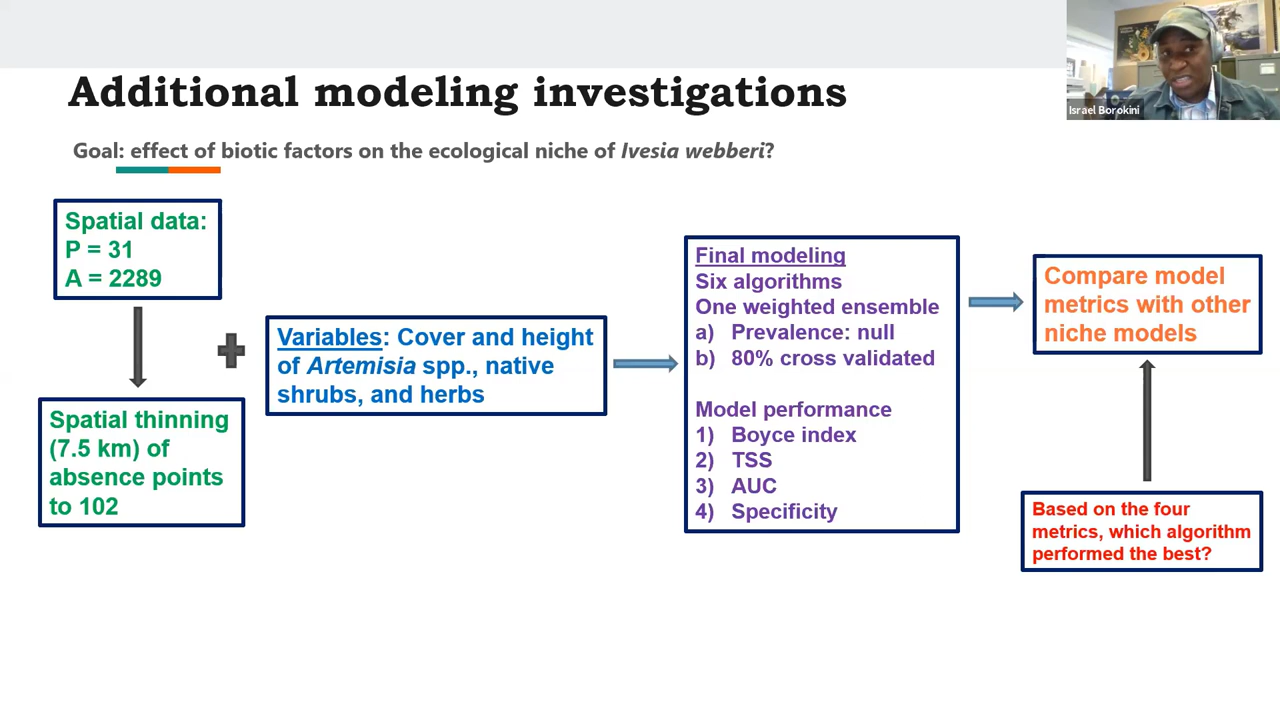 Additional modeling investigations
Goal: effect of biotic factors on the ecological niche of Ivesia webberi?
Israel Borokini
Spatial data:
P = 31
A = 2289
Spatial thinning
(7.5 km) of
absence points
to 102
Variables: Cover and height
of Artemisia spp., native
shrubs, and herbs
Final modeling
Six algorithms
One weighted ensemble
a) Prevalence: null
b) 80% cross validated
Model performance
1) Boyce index
2) TSS
3) AUC
4) Specificity
Compare model
metrics with other
niche models
Based on the four
metrics, which algorithm
performed the best?